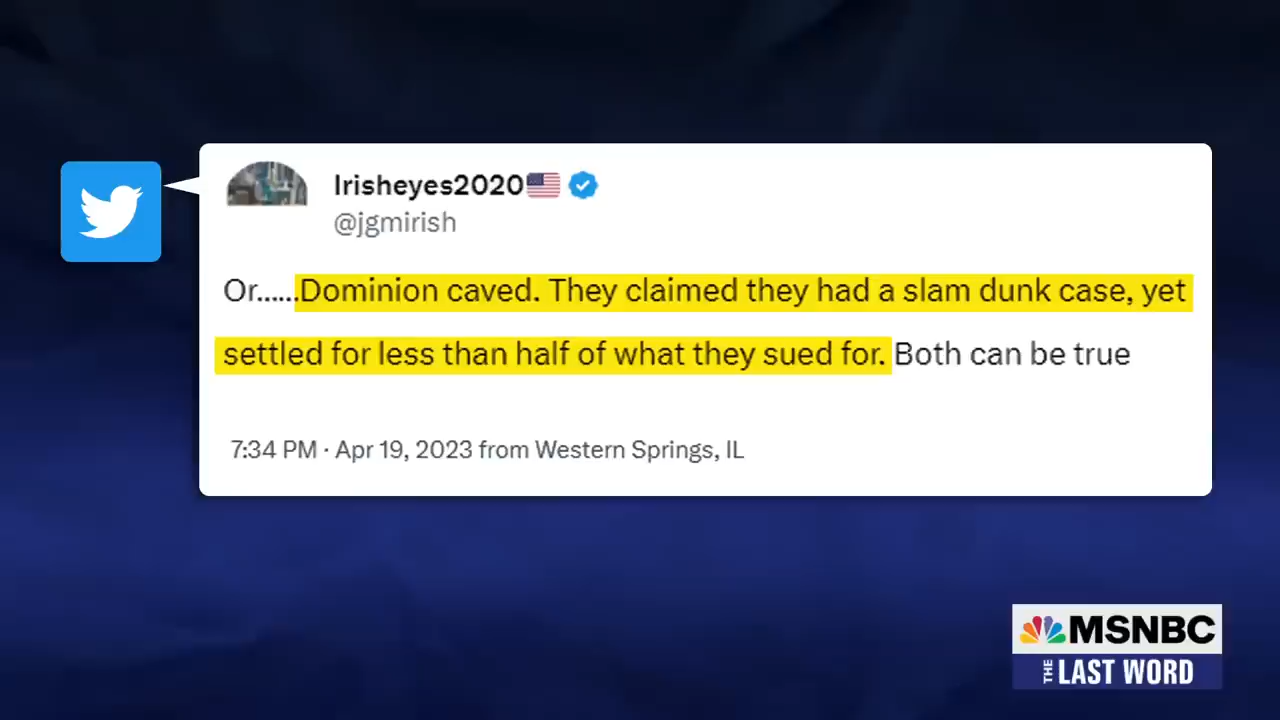 Irisheyes2020
@jgmirish
Or......Dominion caved. They claimed they had a slam dunk case, yet
settled for less than half of what they sued for. Both can be true
7:34 PM · Apr 19, 2023 from Western Springs, IL
MSNBC
THE LAST WORD